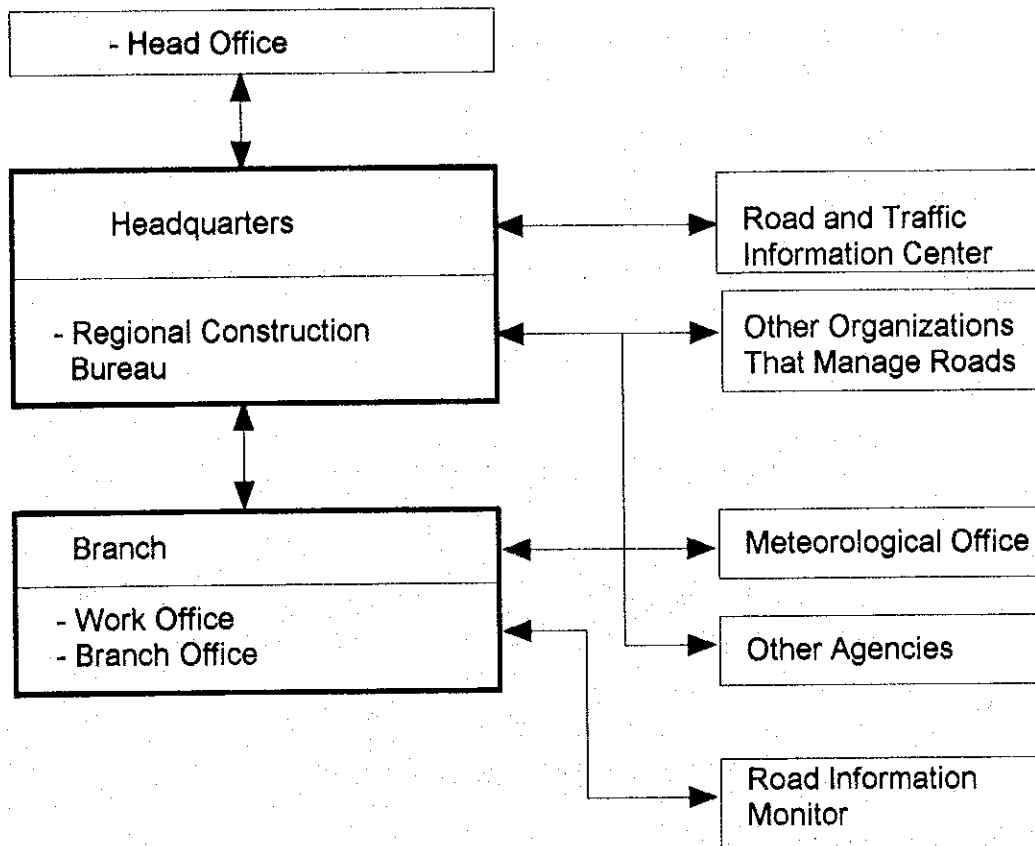 - Head Office
Headquarters
- Regional Construction
Bureau
Branch
- Work Office
- Branch Office
Road and Traffic
Information Center
Other Organizations
That Manage Roads
Meteorological Office
Other Agencies
Road Information
Monitor